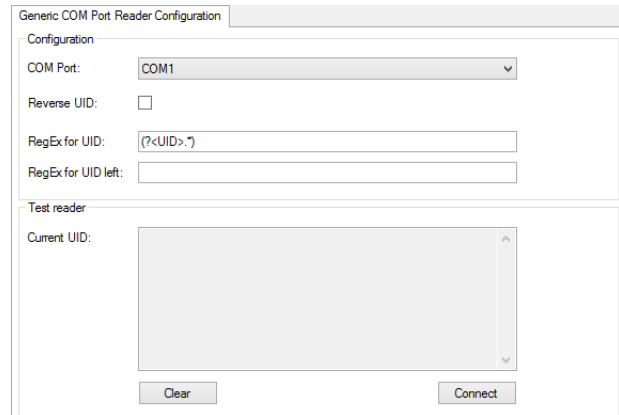 Generic COM Port Reader Configuration
Configuration
COM Port: COM1
Reverse UID:
RegEx for UID: (?<UID>.*)
RegEx for UID left:
Test reader
Current UID:
Clear Connect